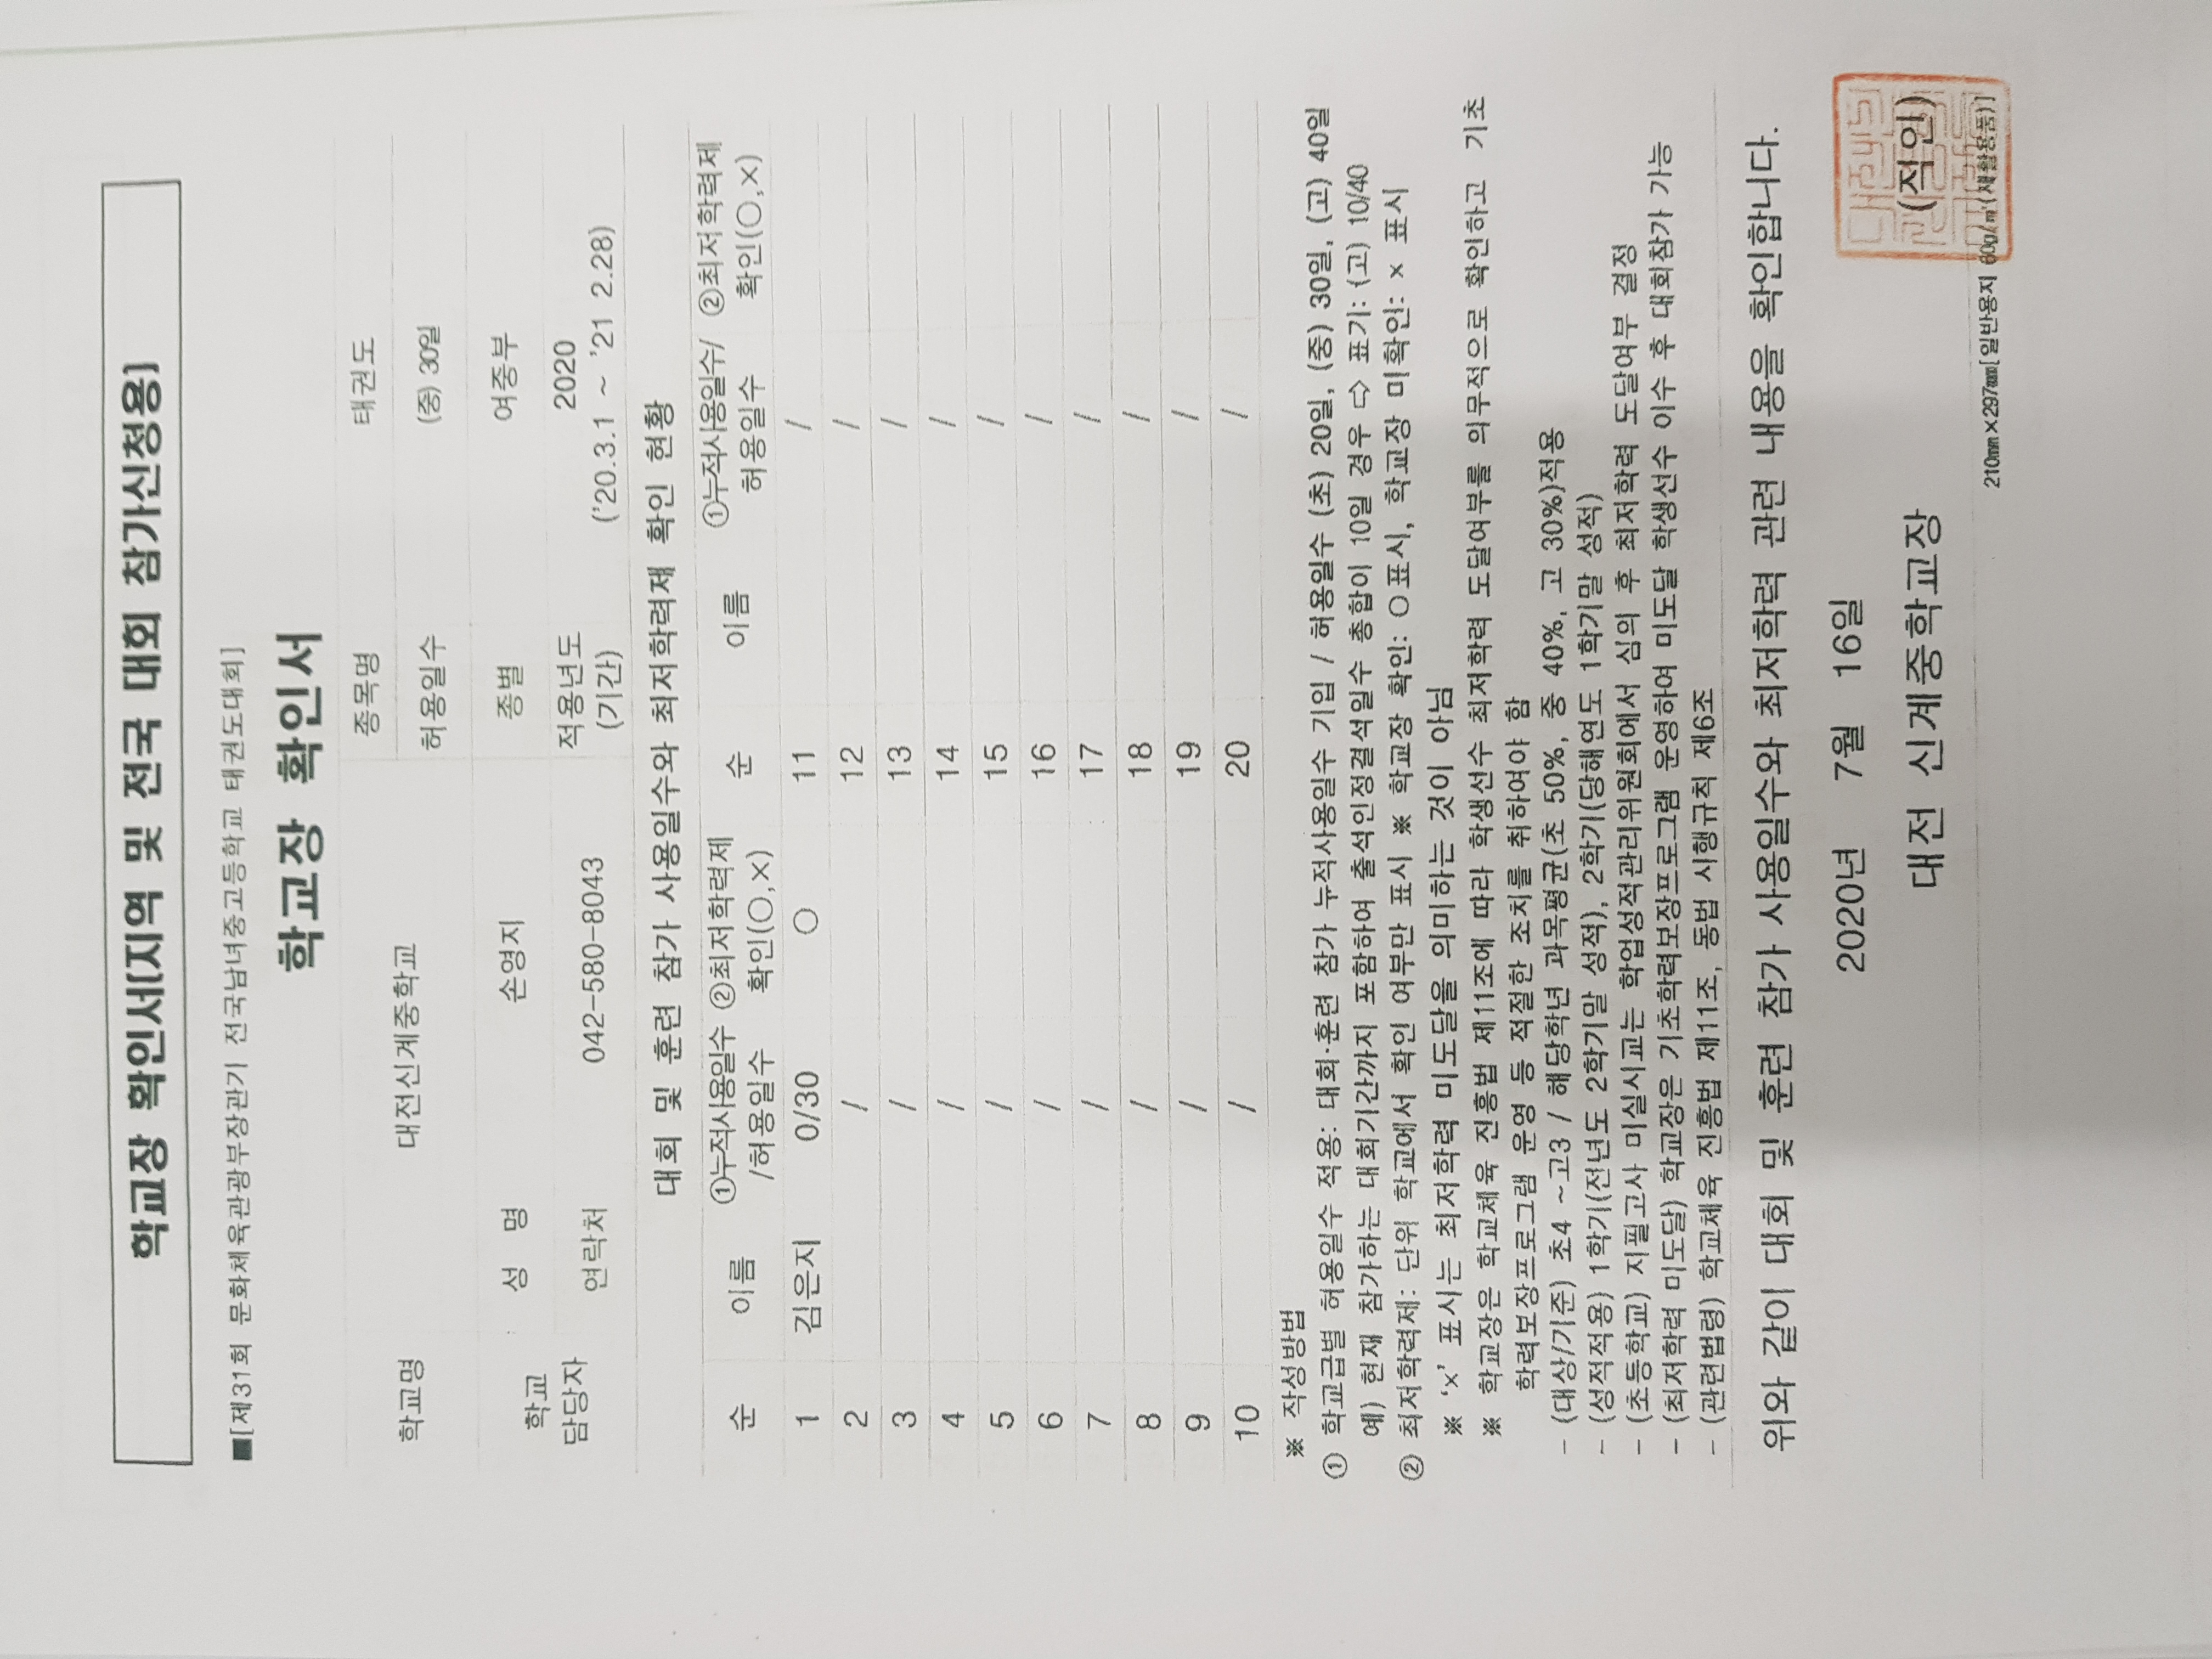 학교장 확인서(지역 및 전국 대회 참가신청용)
■[제31회 문화체육관광부장관기 전국남녀중고등학교 태권도대회]
학교장 확인서
학교명 대전신계중학교 종목명 태권도
허용일수 (중) 30일
학교 담당자 성 명 손영지 종별 여중부
연락처 042-580-8043 적용년도 (기간) 2020 ('20.3.1 ~ '21 2.28)
대회 및 훈련 참가 사용일수와 최저학력제 확인 현황
순 이름 ①누적사용일수 /허용일수 ②최저학력제 확인(○,×) 순 이름 ①누적사용일수/ 허용일수 ②최저학력제 확인(○,×)
1 김은지 0/30 ○ 11 /
2 / 12 /
3 / 13 /
4 / 14 /
5 / 15 /
6 / 16 /
7 / 17 /
8 / 18 /
9 / 19 /
10 / 20 /
※ 작성방법
① 학교급별 허용일수 적용: 대회·훈련 참가 누적사용일수 기입 / 허용일수 (초) 20일, (중) 30일, (고) 40일
예) 현재 참가하는 대회기간까지 포함하여 출석인정결석일수 총합이 10일 경우 ⇨ 표기: (고) 10/40
② 최저학력제: 단위 학교에서 확인 여부만 표시 ※ 학교장 확인: ○표시, 학교장 미확인: × 표시
※ '×' 표시는 최저학력 미도달을 의미하는 것이 아님
※ 학교장은 학교체육 진흥법 제11조에 따라 학생선수 최저학력 도달여부를 의무적으로 확인하고 기초
학력보장프로그램 운영 등 적절한 조치를 취하여야 함
- (대상/기준) 초4 ~고3 / 해당학년 과목평균(초 50%, 중 40%, 고 30%)적용
- (성적적용) 1학기(전년도 2학기말 성적), 2학기(당해연도 1학기말 성적)
- (초등학교) 지필고사 미실시교는 학업성적관리위원회에서 심의 후 최저학력 도달여부 결정
- (최저학력 미도달) 학교장은 기초학력보장프로그램 운영하여 미도달 학생선수 이수 후 대회참가 가능
- (관련법령) 학교체육 진흥법 제11조, 동법 시행규칙 제6조
위와 같이 대회 및 훈련 참가 사용일수와 최저학력 관련 내용을 확인합니다.
2020년 7월 16일
대전 신계중학교장 (직인)
210mm×297mm[일반용지 60g/㎡(재활용품)]